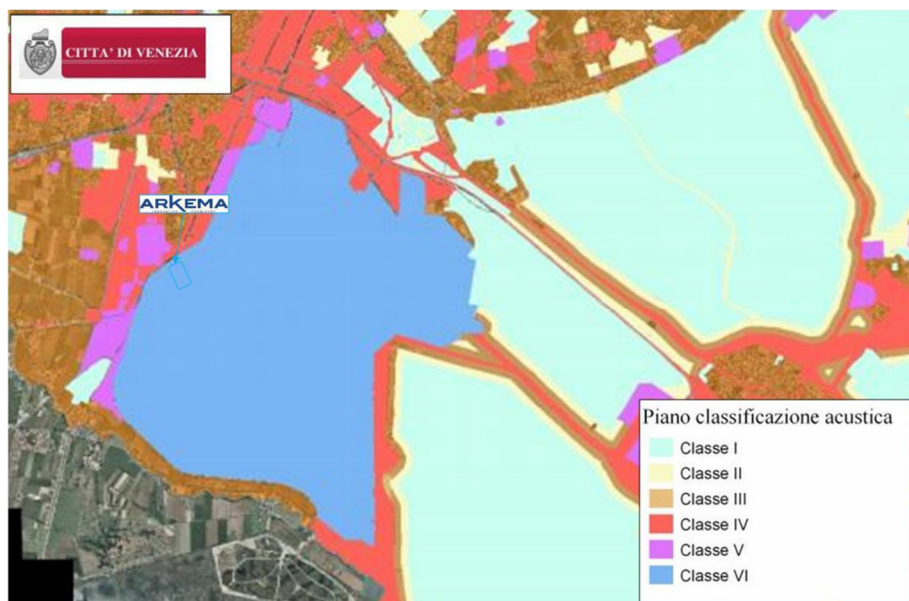 CITTA' DI VENEZIA
ARKEMA
Piano classificazione acustica
Classe I
Classe II
Classe III
Classe IV
Classe V
Classe VI